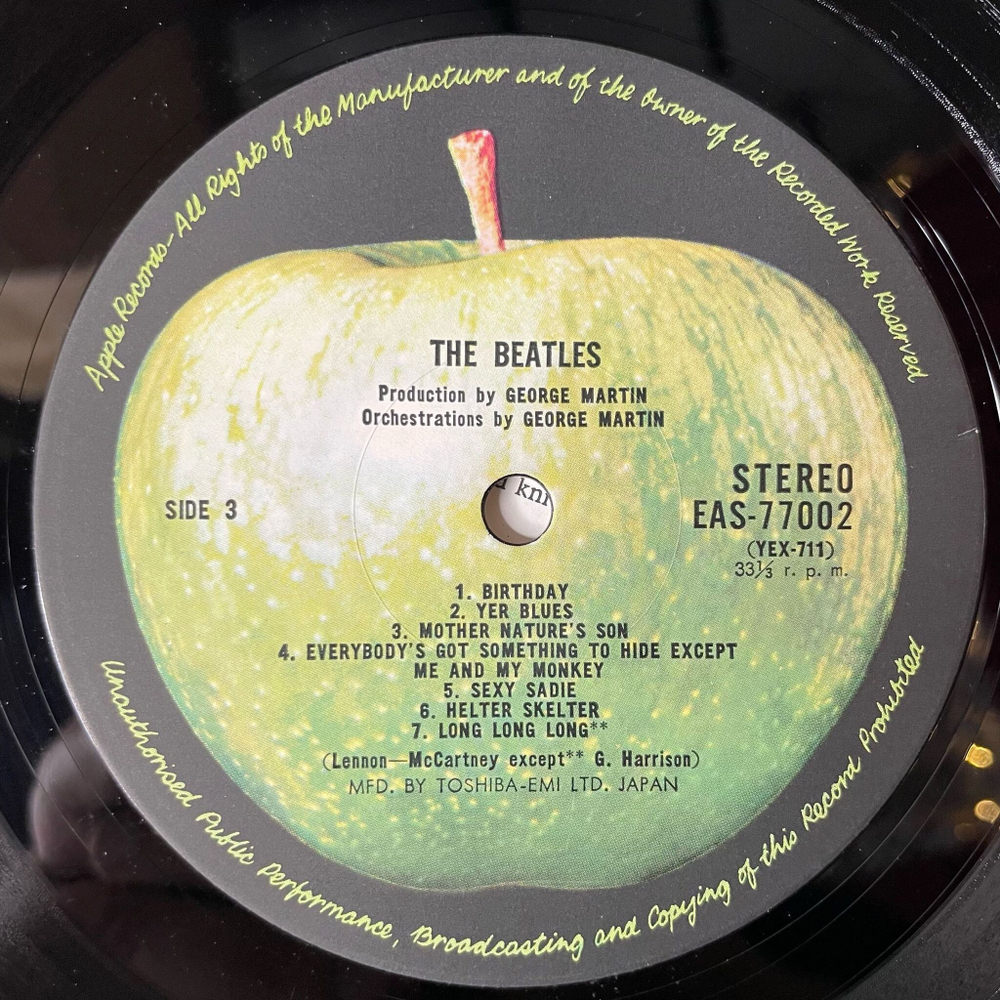 Apple Records–All Rights of the Manufacturer and of the Owner of the Recorded Work Reserved
THE BEATLES
Production by GEORGE MARTIN
Orchestrations by GEORGE MARTIN
SIDE 3
STEREO
EAS-77002
(YEX-711)
33⅓ r. p. m.
1. BIRTHDAY
2. YER BLUES
3. MOTHER NATURE'S SON
4. EVERYBODY'S GOT SOMETHING TO HIDE EXCEPT
ME AND MY MONKEY
5. SEXY SADIE
6. HELTER SKELTER
7. LONG LONG LONG**
(Lennon—McCartney except** G. Harrison)
MFD. BY TOSHIBA-EMI LTD. JAPAN
Unauthorised Public Performance, Broadcasting and Copying of this Record Prohibited